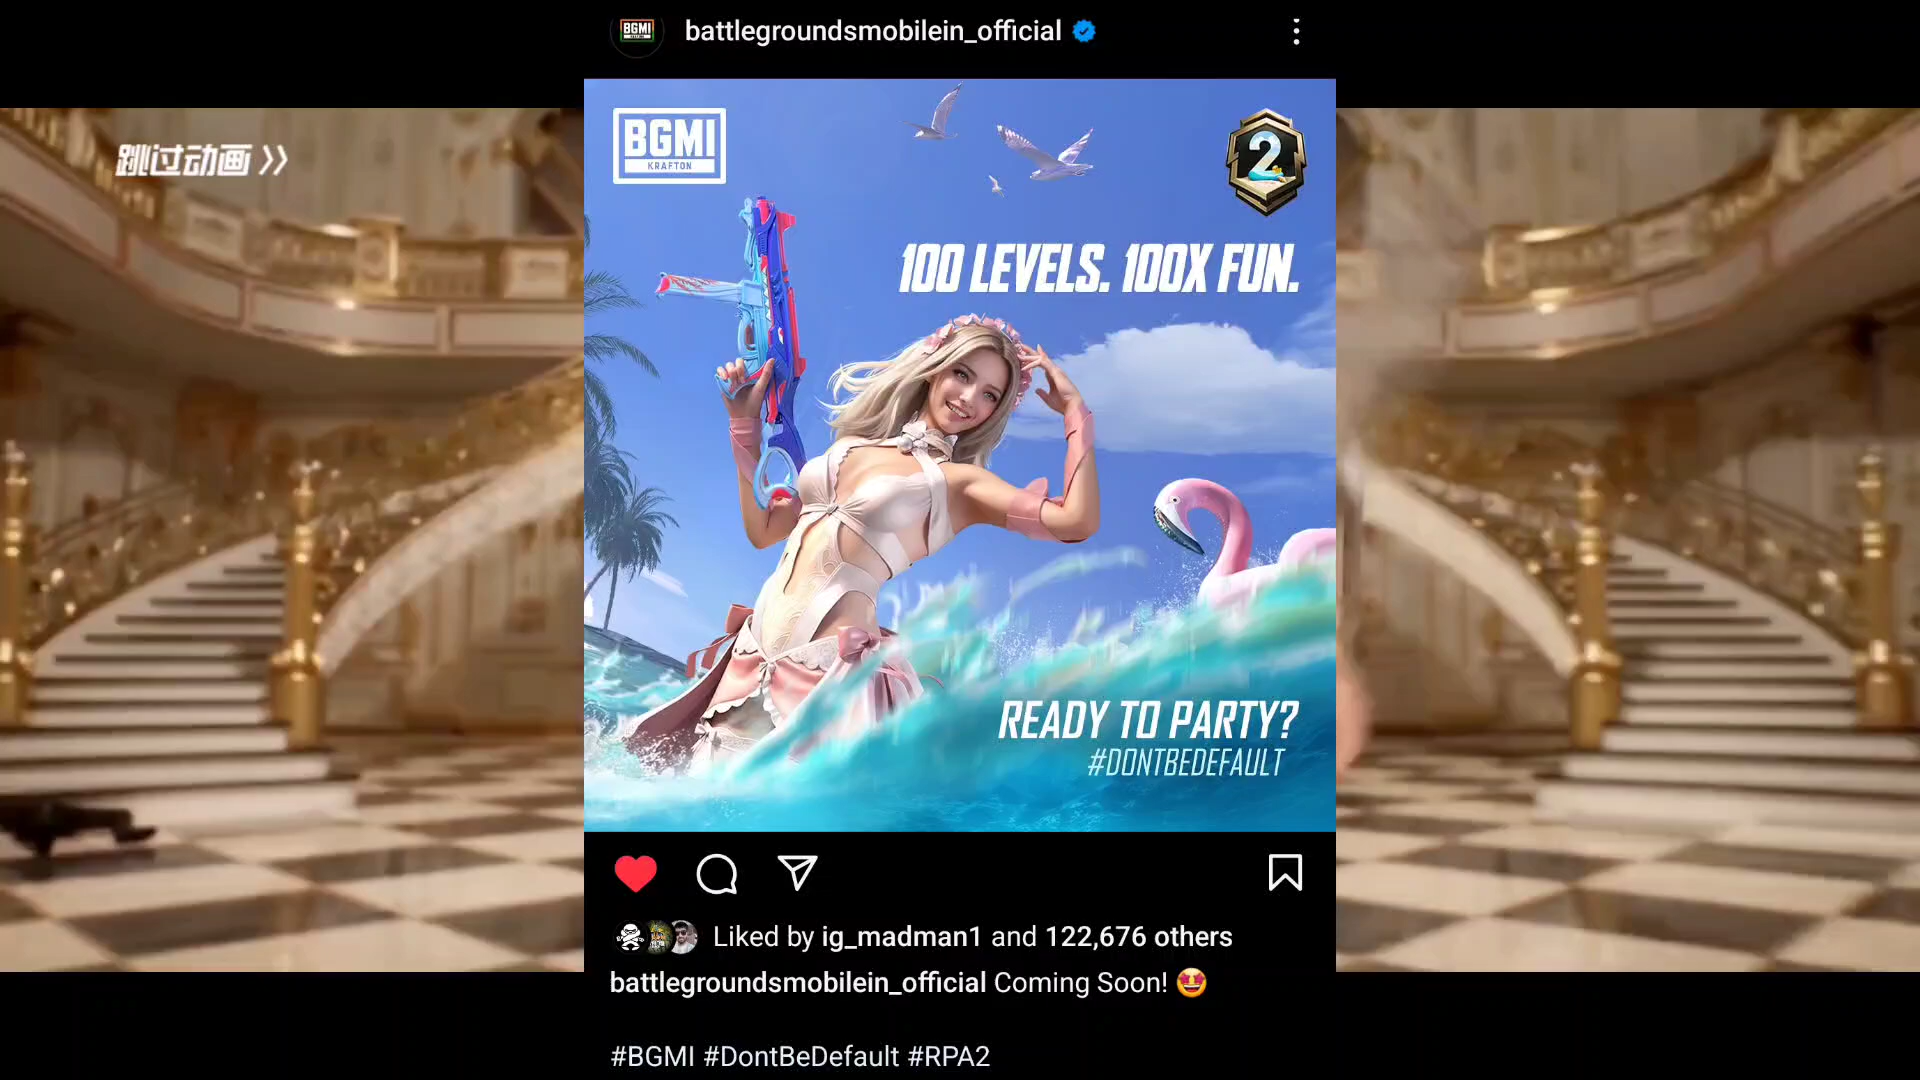 BGMI
battlegroundsmobilein_official
跳过动画
BGMI
KRAFTON
2
100 LEVELS. 100X FUN.
READY TO PARTY?
#DONTBEDEFAULT
Liked by ig_madman1 and 122,676 others
battlegroundsmobilein_official Coming Soon! 🤩
#BGMI #DontBeDefault #RPA2